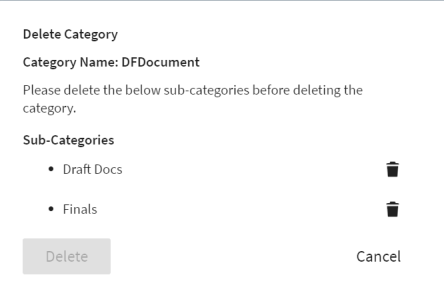 Delete Category
Category Name: DFDocument
Please delete the below sub-categories before deleting the
category.
Sub-Categories
• Draft Docs
• Finals
Delete
Cancel